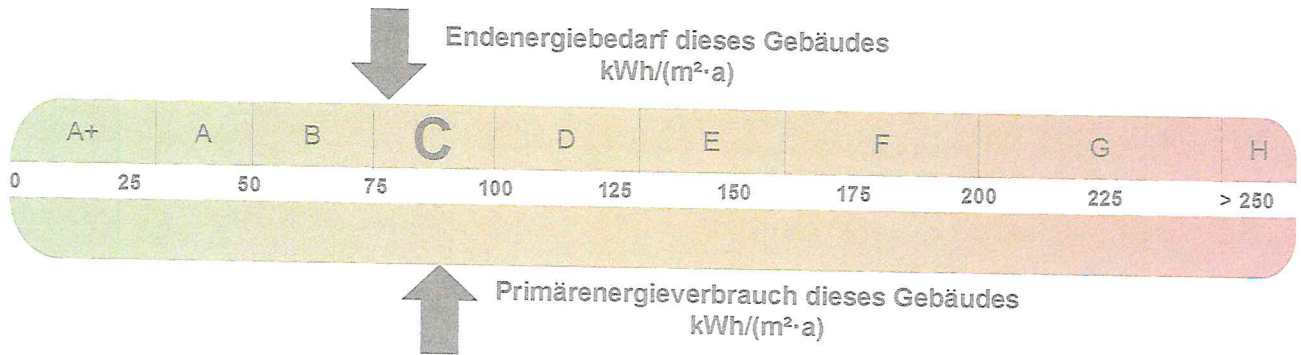 Endenergiebedarf dieses Gebäudes
kWh/(m²·a)
A+ A B C D E F G H
0 25 50 75 100 125 150 175 200 225 > 250
Primärenergieverbrauch dieses Gebäudes
kWh/(m²·a)